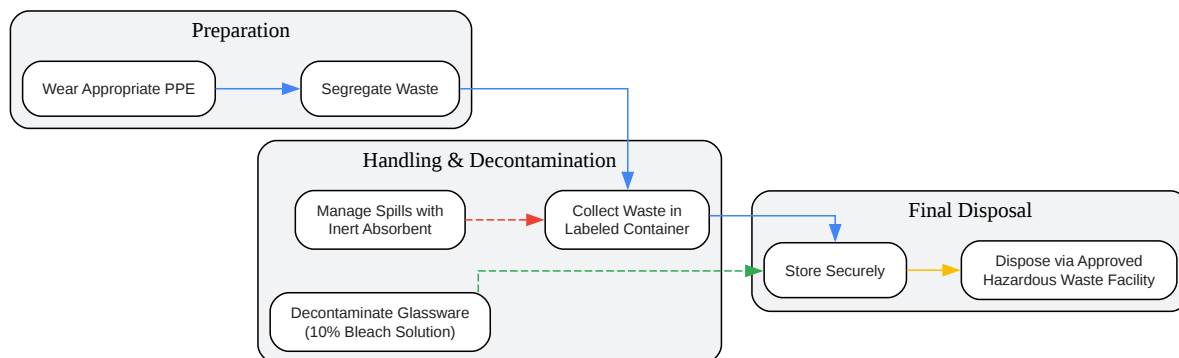 Preparation
Wear Appropriate PPE
Segregate Waste
Handling & Decontamination
Manage Spills with
Inert Absorbent
Collect Waste in
Labeled Container
Decontaminate Glassware
(10% Bleach Solution)
Final Disposal
Store Securely
Dispose via Approved
Hazardous Waste Facility